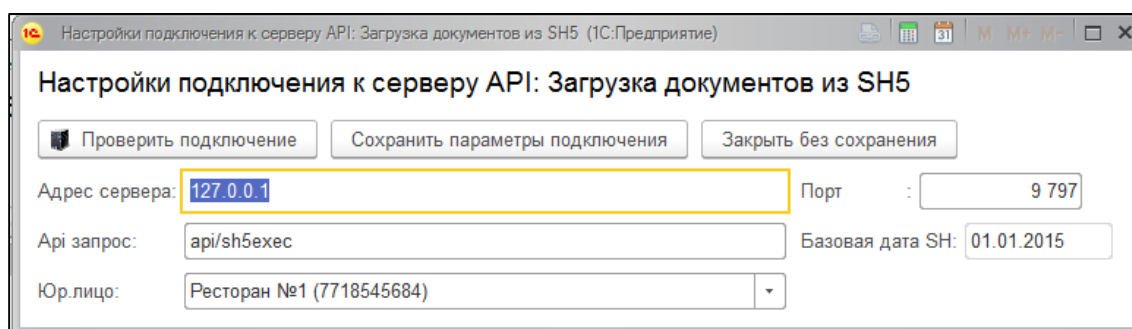 1С Настройки подключения к серверу API: Загрузка документов из SH5 (1С:Предприятие) 31 M M+ M-
Настройки подключения к серверу API: Загрузка документов из SH5
Проверить подключение Сохранить параметры подключения Закрыть без сохранения
Адрес сервера: 127.0.0.1 Порт : 9 797
Api запрос: api/sh5exec Базовая дата SH: 01.01.2015
Юр.лицо: Ресторан №1 (7718545684)